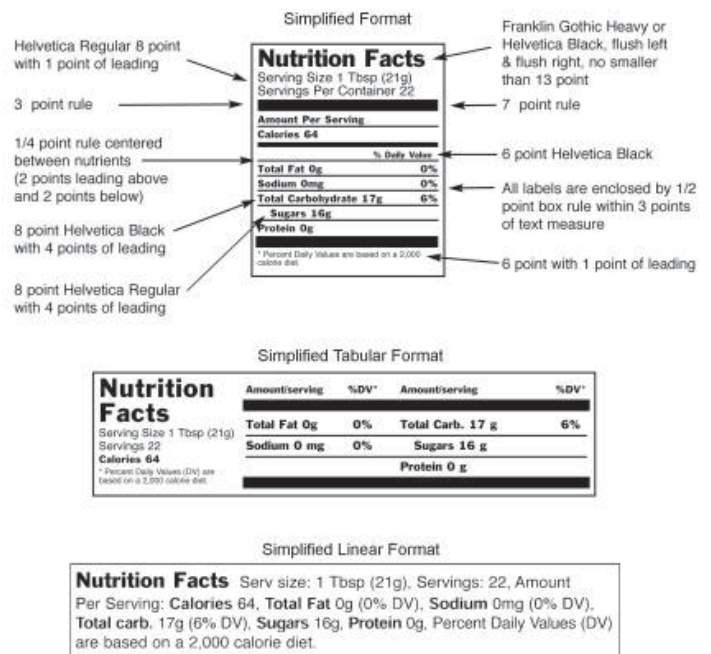 Simplified Format
Helvetica Regular 8 point
with 1 point of leading
3 point rule
1/4 point rule centered
between nutrients
(2 points leading above
and 2 points below)
8 point Helvetica Black
with 4 points of leading
8 point Helvetica Regular
with 4 points of leading
Nutrition Facts
Serving Size 1 Tbsp (21g)
Servings Per Container 22
Amount Per Serving
Calories 64
% Daily Value
Total Fat 0g 0%
Sodium 0mg 0%
Total Carbohydrate 17g 6%
Sugars 16g
Protein 0g
* Percent Daily Values are based on a 2,000
calorie diet.
Franklin Gothic Heavy or
Helvetica Black, flush left
& flush right, no smaller
than 13 point
7 point rule
6 point Helvetica Black
All labels are enclosed by 1/2
point box rule within 3 points
of text measure
6 point with 1 point of leading
Simplified Tabular Format
Nutrition
Facts
Serving Size 1 Tbsp (21g)
Servings 22
Calories 64
* Percent Daily Values (DV) are
based on a 2,000 calorie diet.
Amount/serving %DV* Amount/serving %DV*
Total Fat 0g 0% Total Carb. 17 g 6%
Sodium 0 mg 0% Sugars 16 g
Protein 0 g
Simplified Linear Format
Nutrition Facts Serv size: 1 Tbsp (21g), Servings: 22, Amount
Per Serving: Calories 64, Total Fat 0g (0% DV), Sodium 0mg (0% DV),
Total carb. 17g (6% DV), Sugars 16g, Protein 0g, Percent Daily Values (DV)
are based on a 2,000 calorie diet.